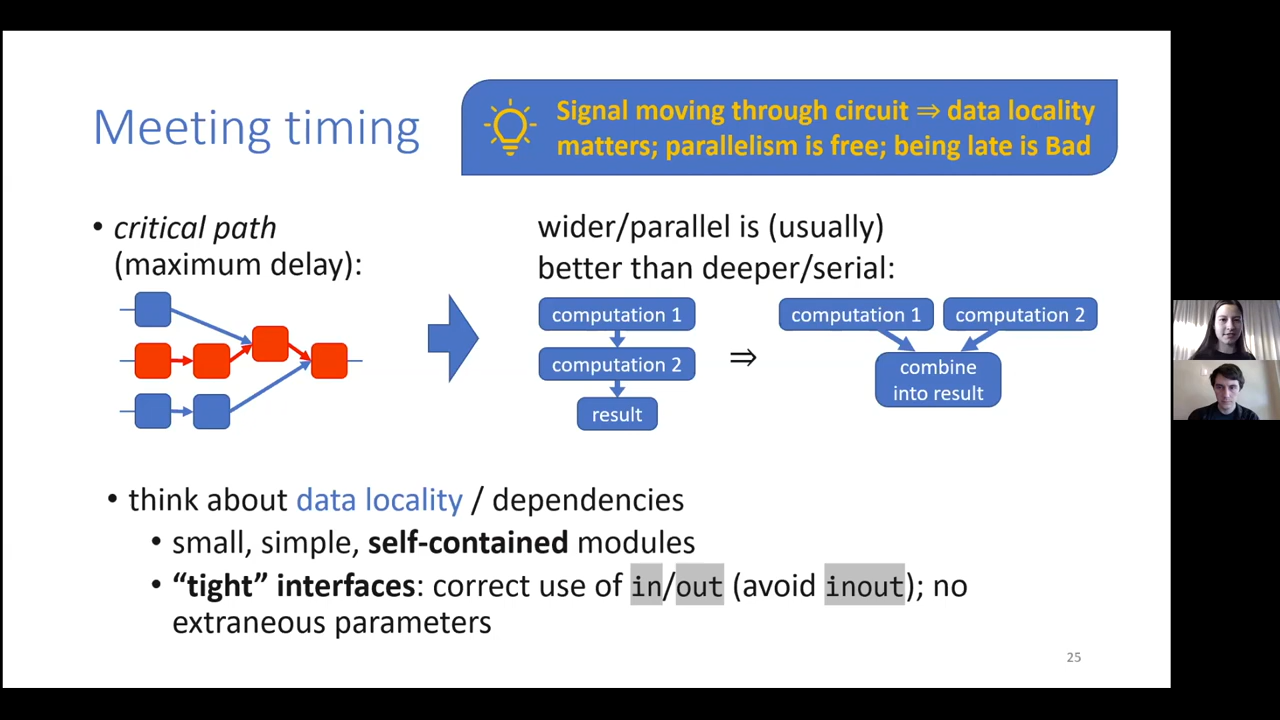 Meeting timing
Signal moving through circuit ⇒ data locality
matters; parallelism is free; being late is Bad
• critical path
(maximum delay):
wider/parallel is (usually)
better than deeper/serial:
computation 1
computation 2
result
⇒
computation 1
computation 2
combine
into result
• think about data locality / dependencies
• small, simple, self-contained modules
• “tight” interfaces: correct use of in/out (avoid inout); no
extraneous parameters
25